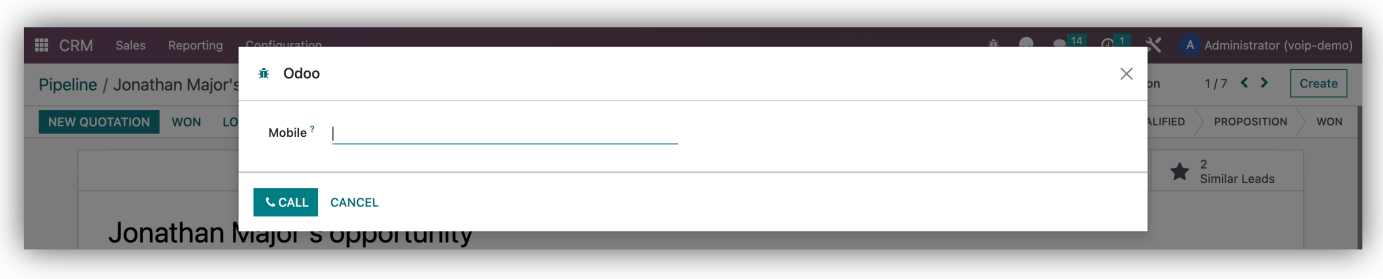 CRM Sales Reporting Configuration 14 1 A Administrator (voip-demo)
Odoo
Pipeline / Jonathan Major's on 1 / 7 Create
NEW QUOTATION WON LO ALIFIED PROPOSITION WON
Mobile ?
2
Similar Leads
CALL CANCEL
Jonathan Major's opportunity